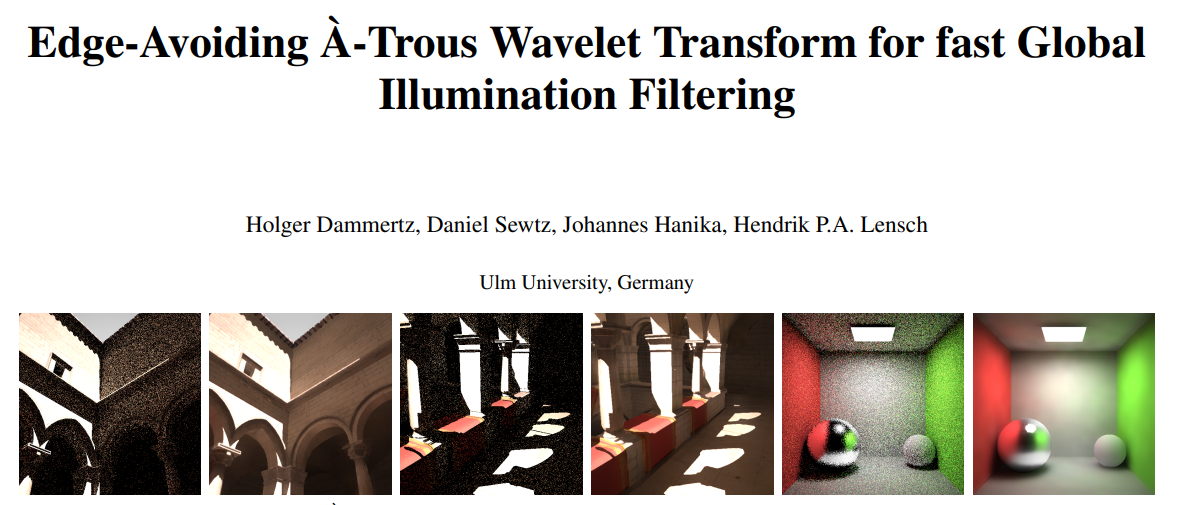 Edge-Avoiding À-Trous Wavelet Transform for fast Global
Illumination Filtering
Holger Dammertz, Daniel Sewtz, Johannes Hanika, Hendrik P.A. Lensch
Ulm University, Germany